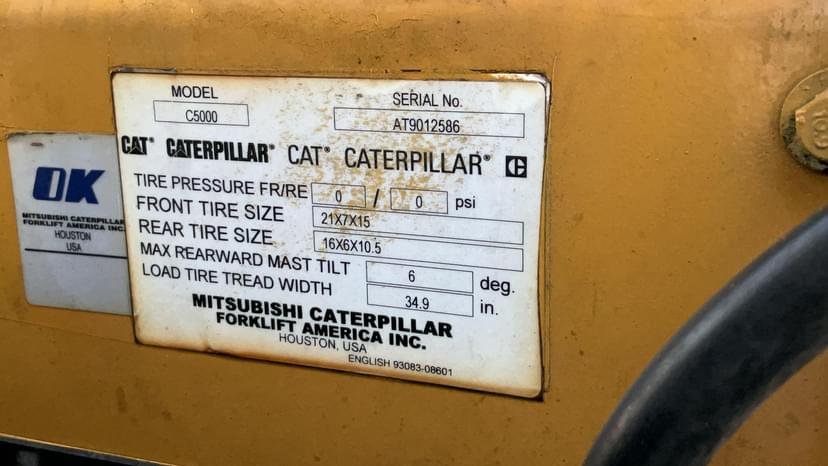 MODEL
C5000
SERIAL No.
AT9012586
CAT® CATERPILLAR® CAT® CATERPILLAR® C
TIRE PRESSURE FR/RE 0 / 0 psi
FRONT TIRE SIZE 21X7X15
REAR TIRE SIZE 16X6X10.5
MAX REARWARD MAST TILT 6 deg.
LOAD TIRE TREAD WIDTH 34.9 in.
MITSUBISHI CATERPILLAR
FORKLIFT AMERICA INC.
HOUSTON, USA
ENGLISH 93083-08601
OK
MITSUBISHI CATERPILLAR
FORKLIFT AMERICA INC.
HOUSTON
USA